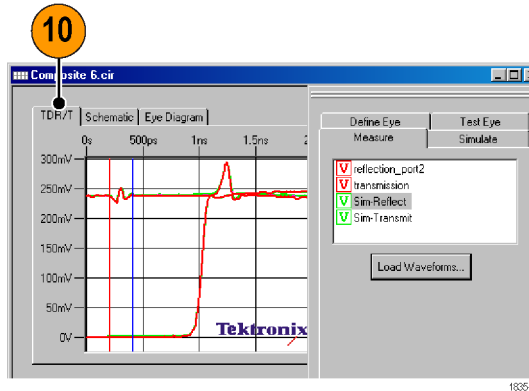 10
Composite 6.cir
TDR/T Schematic Eye Diagram
0s 500ps 1ns 1.5ns 2
300mV
250mV
200mV
150mV
100mV
50mV
0V
Tektronix
Define Eye Test Eye
Measure Simulate
V reflection_port2
V transmission
V Sim-Reflect
V Sim-Transmit
Load Waveforms...
1835